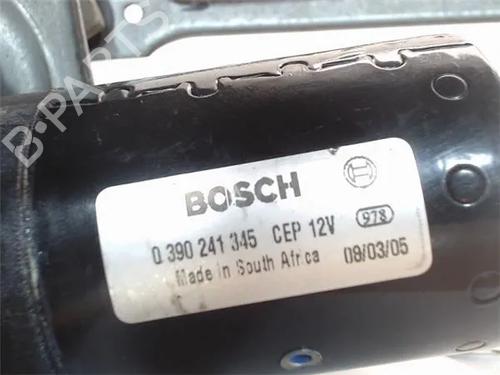 B-PARTS
BOSCH
0 390 241 345 CEP 12V 978
Made in South Africa 09/03/05